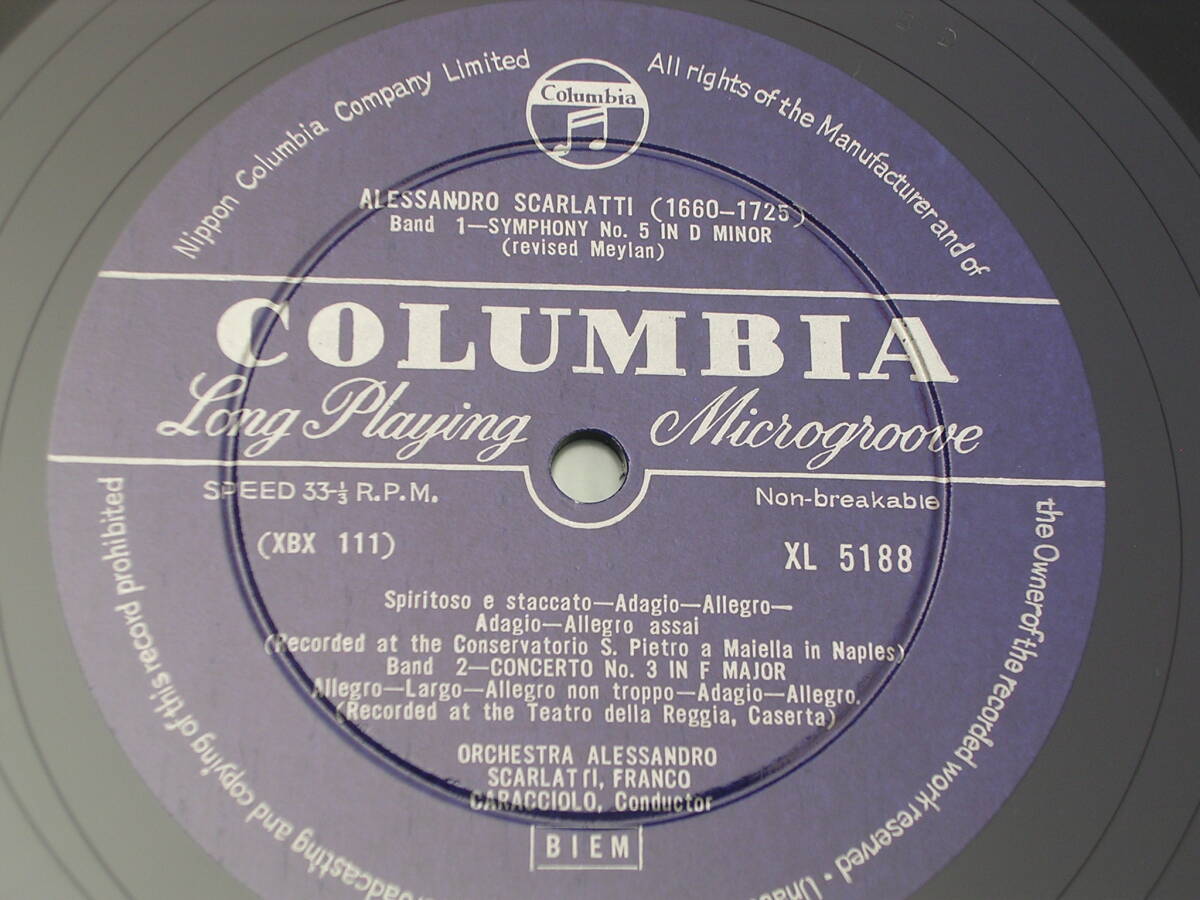 Nippon Columbia Company Limited
Columbia
All rights of the Manufacturer and of
the Owner of the recorded work reserved
copying of this record prohibited
and
ALESSANDRO SCARLATTI (1660-1725)
Band 1—SYMPHONY No. 5 IN D MINOR
(revised Meylan)
COLUMBIA
Long Playing Microgroove
SPEED 33-⅓ R.P.M. Non-breakable
(XBX 111) XL 5188
Spiritoso e staccato—Adagio—Allegro—
Adagio—Allegro assai
(Recorded at the Conservatorio S. Pietro a Maiella in Naples)
Band 2—CONCERTO No. 3 IN F MAJOR
Allegro—Largo—Allegro non troppo—Adagio—Allegro.
(Recorded at the Teatro della Reggia, Caserta)
ORCHESTRA ALESSANDRO
SCARLATTI, FRANCO
CARACCIOLO, Conductor
BIEM